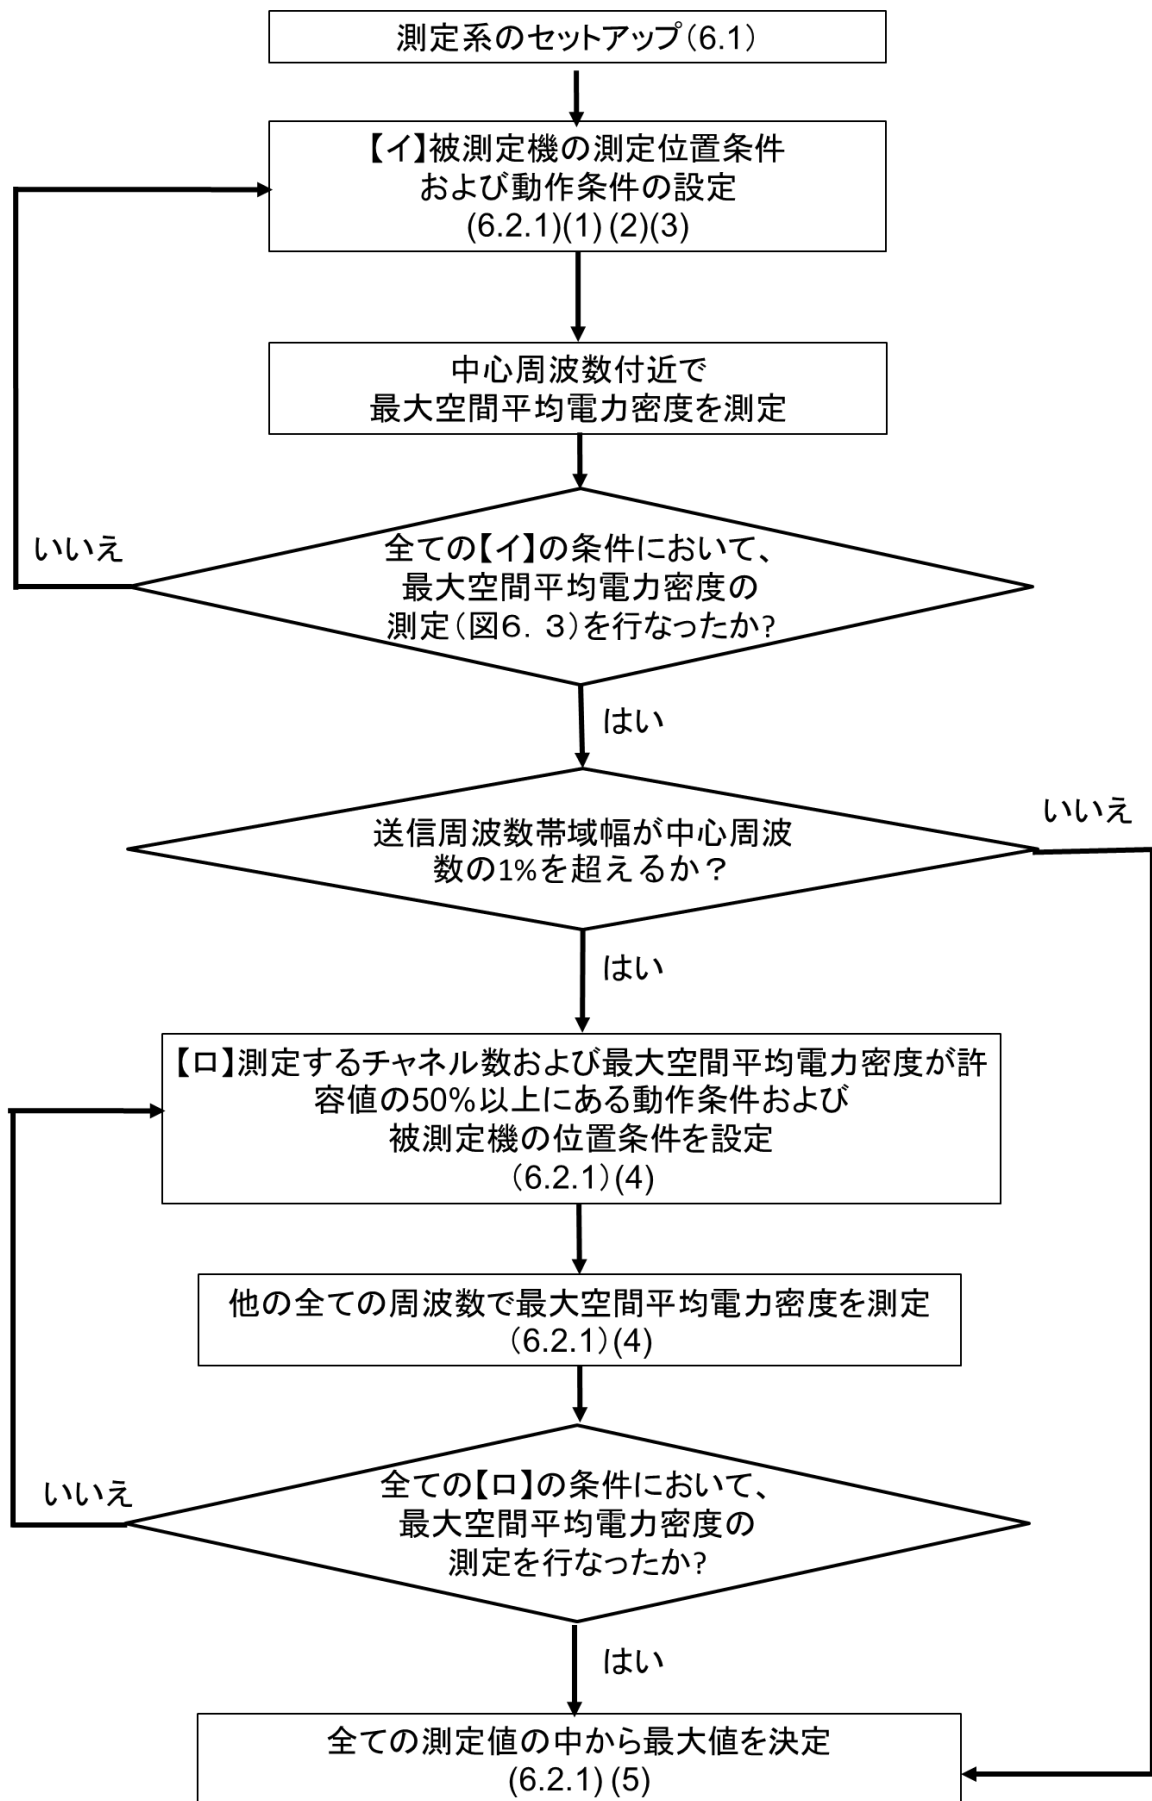 測定系のセットアップ（6.1）
【イ】被測定機の測定位置条件
および動作条件の設定
(6.2.1)(1) (2)(3)
中心周波数付近で
最大空間平均電力密度を測定
いいえ
全ての【イ】の条件において、
最大空間平均電力密度の
測定（図６．３）を行なったか?
はい
送信周波数帯域幅が中心周波
数の1%を超えるか？
いいえ
はい
【ロ】測定するチャネル数および最大空間平均電力密度が許
容値の50%以上にある動作条件および
被測定機の位置条件を設定
（6.2.1）(4)
他の全ての周波数で最大空間平均電力密度を測定
（6.2.1）(4)
いいえ
全ての【ロ】の条件において、
最大空間平均電力密度の
測定を行なったか?
はい
全ての測定値の中から最大値を決定
(6.2.1) (5)